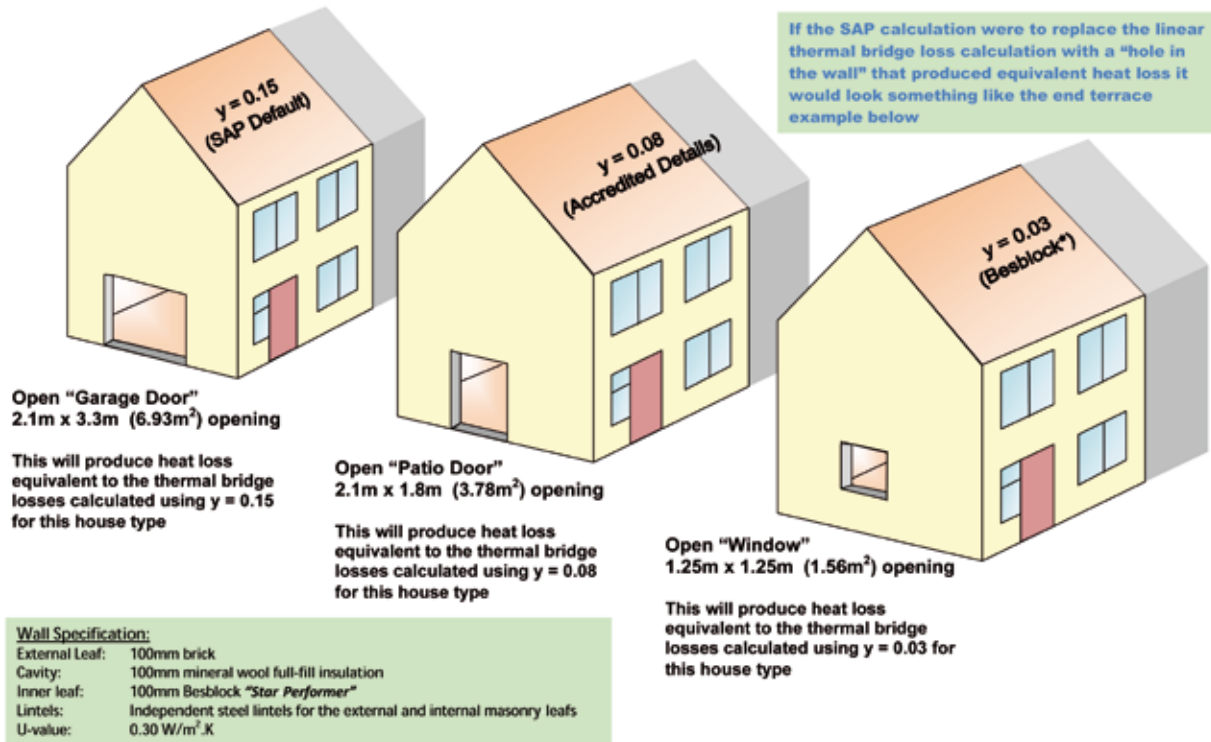 If the SAP calculation were to replace the linear
thermal bridge loss calculation with a “hole in
the wall” that produced equivalent heat loss it
would look something like the end terrace
example below
y = 0.15
(SAP Default)
y = 0.08
(Accredited Details)
y = 0.03
(Besblock*)
Open “Garage Door”
2.1m x 3.3m (6.93m²) opening
This will produce heat loss
equivalent to the thermal bridge
losses calculated using y = 0.15
for this house type
Open “Patio Door”
2.1m x 1.8m (3.78m²) opening
This will produce heat loss
equivalent to the thermal bridge
losses calculated using y = 0.08
for this house type
Open “Window”
1.25m x 1.25m (1.56m²) opening
This will produce heat loss
equivalent to the thermal bridge
losses calculated using y = 0.03 for
this house type
Wall Specification:
External Leaf: 100mm brick
Cavity: 100mm mineral wool full-fill insulation
Inner leaf: 100mm Besblock “Star Performer”
Lintels: Independent steel lintels for the external and internal masonry leafs
U-value: 0.30 W/m².K